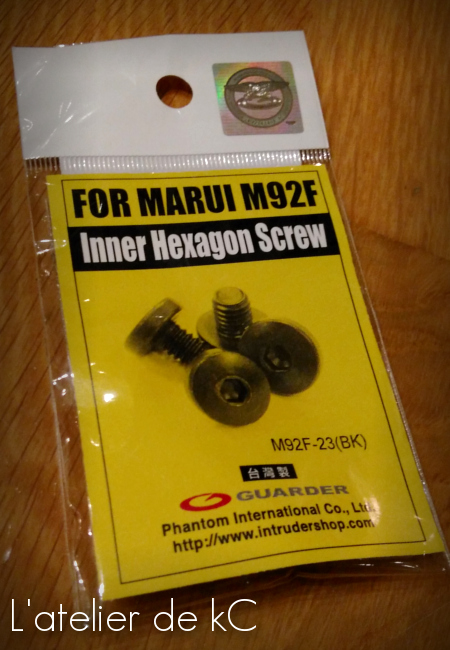 FOR MARUI M92F
Inner Hexagon Screw
M92F-23(BK)
台灣製
GUARDER
Phantom International Co., Ltd.
http://www.intrudershop.com
L'atelier de kC